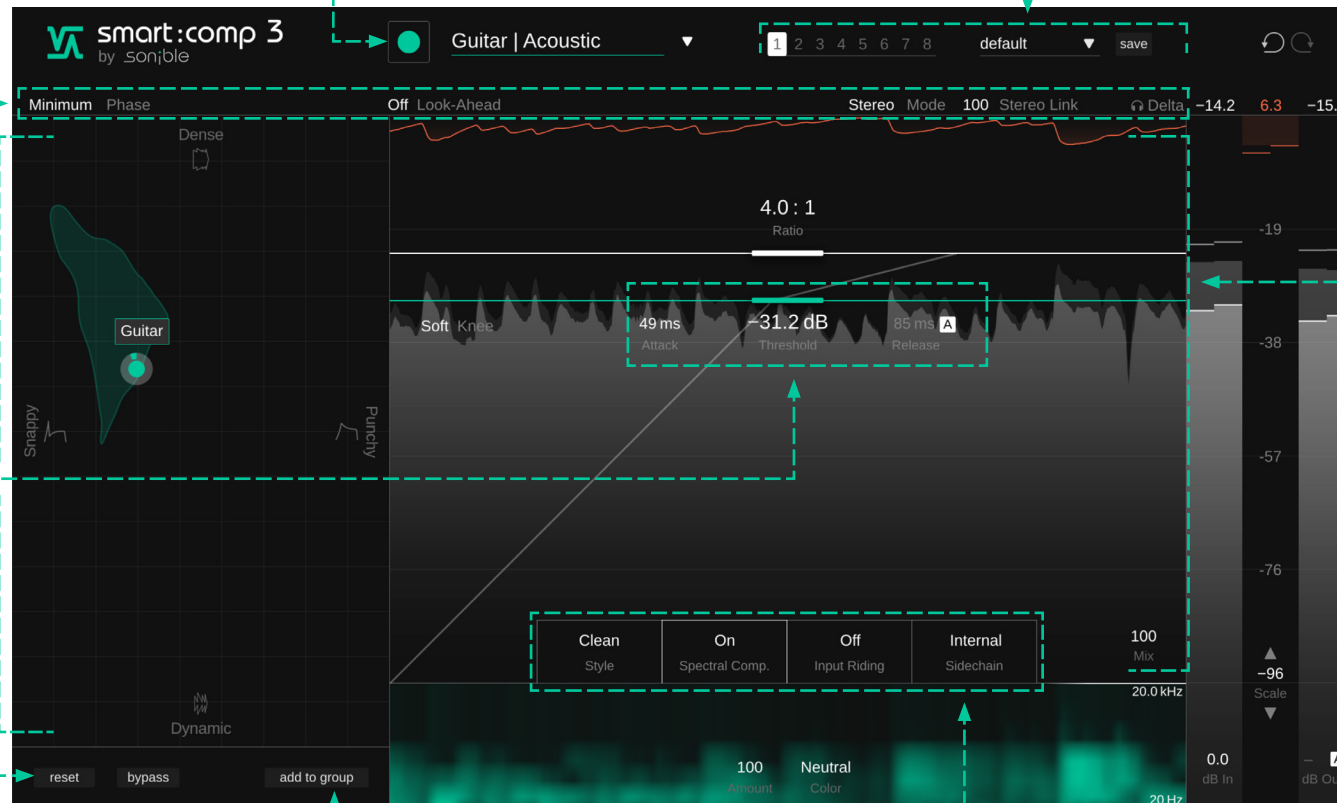 smart:comp 3
by sonible
Guitar | Acoustic
1 2 3 4 5 6 7 8
default
save
Minimum Phase
Off Look-Ahead
Stereo Mode 100 Stereo Link
Delta
−14.2
6.3
−15.
Dense
4.0 : 1
Ratio
-19
Guitar
Soft Knee
49 ms
Attack
−31.2 dB
Threshold
85 ms A
Release
-38
Snappy
Punchy
-57
-76
Clean
Style
On
Spectral Comp.
Off
Input Riding
Internal
Sidechain
100
Mix
−96
Scale
20.0 kHz
Dynamic
reset
bypass
add to group
100
Amount
Neutral
Color
0.0
dB In
– A
dB Ou
20 Hz